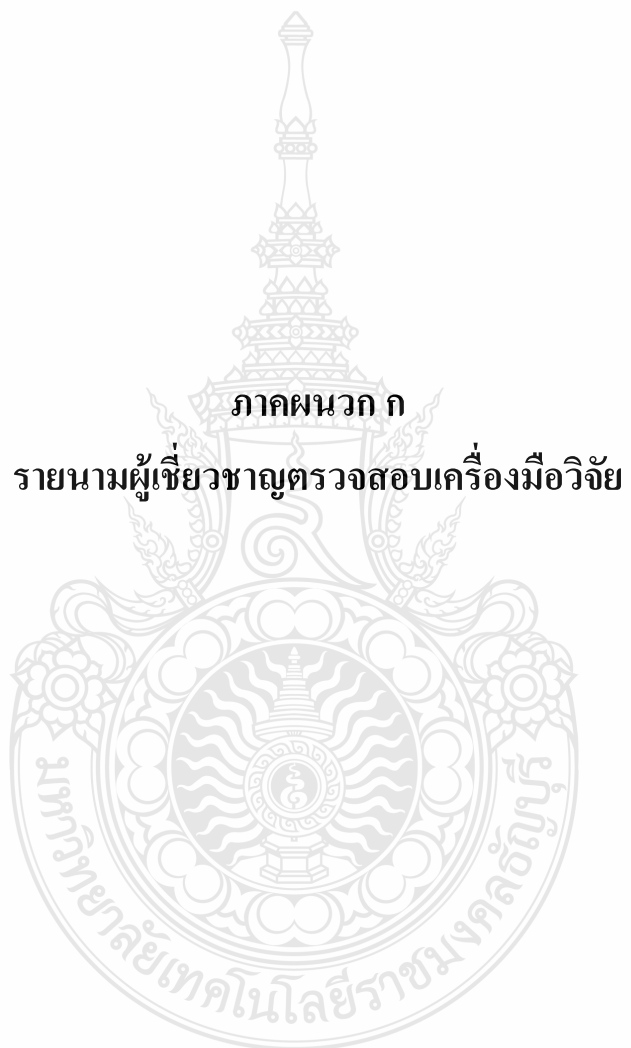 ภาคผนวก ก
รายนามผู้เชี่ยวชาญตรวจสอบเครื่องมือวิจัย
มหาวิทยาลัยเทคโนโลยีราชมงคลธัญบุรี